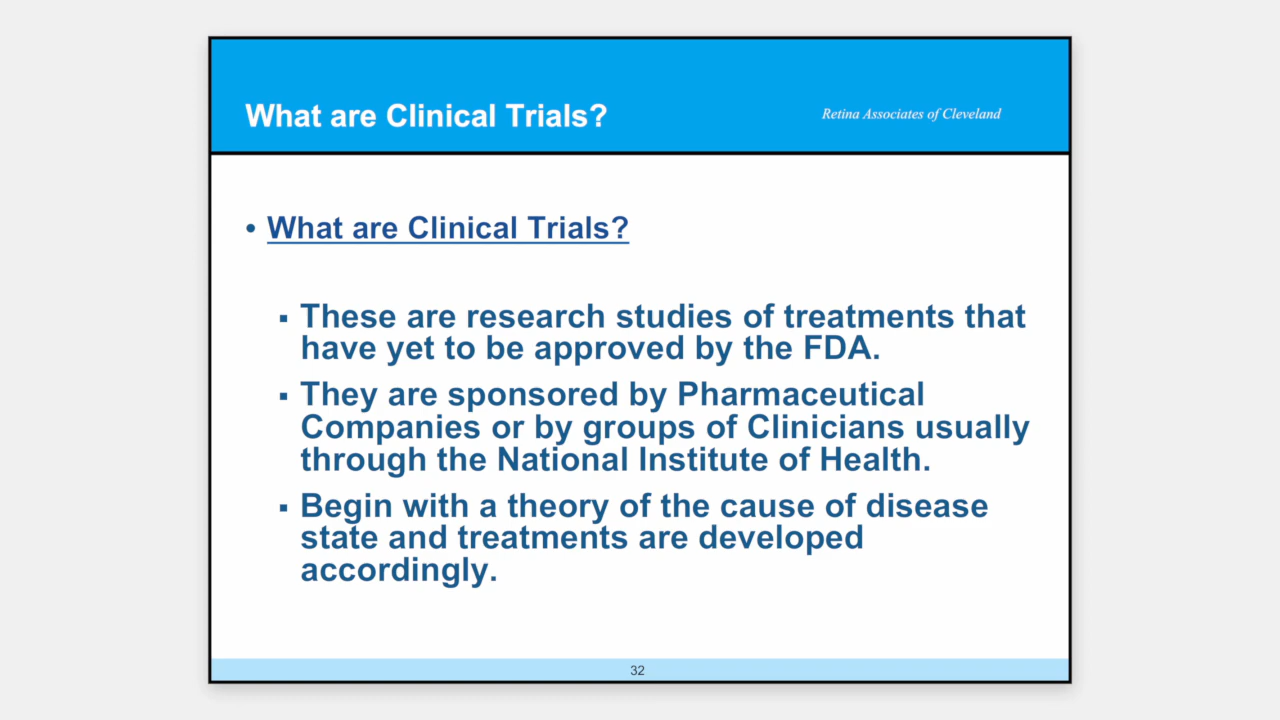 What are Clinical Trials?
Retina Associates of Cleveland
• What are Clinical Trials?
▪ These are research studies of treatments that
have yet to be approved by the FDA.
▪ They are sponsored by Pharmaceutical
Companies or by groups of Clinicians usually
through the National Institute of Health.
▪ Begin with a theory of the cause of disease
state and treatments are developed
accordingly.
32